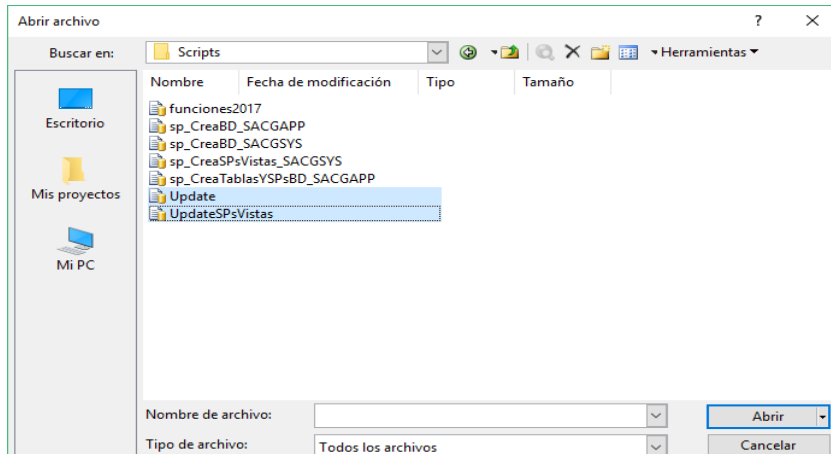 Abrir archivo
Buscar en: Scripts Herramientas
Nombre Fecha de modificación Tipo Tamaño
funciones2017
sp_CreaBD_SACGAPP
sp_CreaBD_SACGSYS
sp_CreaSPsVistas_SACGSYS
sp_CreaTablasYSPsBD_SACGAPP
Update
UpdateSPsVistas
Escritorio
Mis proyectos
Mi PC
Nombre de archivo: Abrir
Tipo de archivo: Todos los archivos Cancelar